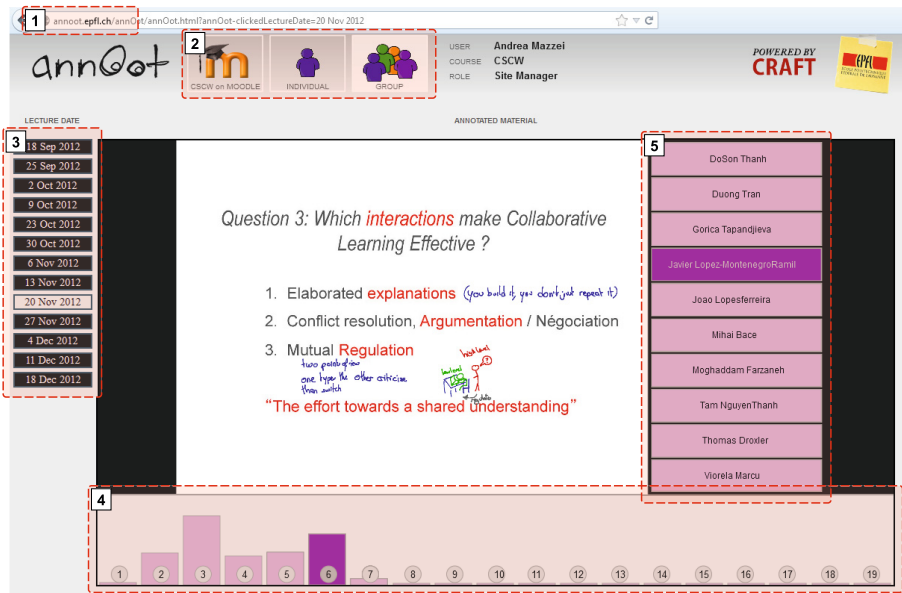 1
annoot.epfl.ch/annOot/annOot.html?annOot-clickedLectureDate=20 Nov 2012
annOot
2
CSCW on MOODLE
INDIVIDUAL
GROUP
USER Andrea Mazzei
COURSE CSCW
ROLE Site Manager
POWERED BY
CRAFT
EPFL
LECTURE DATE
ANNOTATED MATERIAL
3
18 Sep 2012
25 Sep 2012
2 Oct 2012
9 Oct 2012
23 Oct 2012
30 Oct 2012
6 Nov 2012
13 Nov 2012
20 Nov 2012
27 Nov 2012
4 Dec 2012
11 Dec 2012
18 Dec 2012
Question 3: Which interactions make Collaborative
Learning Effective ?
1. Elaborated explanations (you build it, you don't just repeat it)
2. Conflict resolution, Argumentation / Négociation
3. Mutual Regulation
two points of view
one type the other criticise
then switch
high level
low level
"The effort towards a shared understanding"
5
DoSon Thanh
Duong Tran
Gorica Tapandjieva
Javier Lopez-MontenegroRamil
Joao Lopesferreira
Mihai Bace
Moghaddam Farzaneh
Tam NguyenThanh
Thomas Droxler
Viorela Marcu
4
1 2 3 4 5 6 7 8 9 10 11 12 13 14 15 16 17 18 19